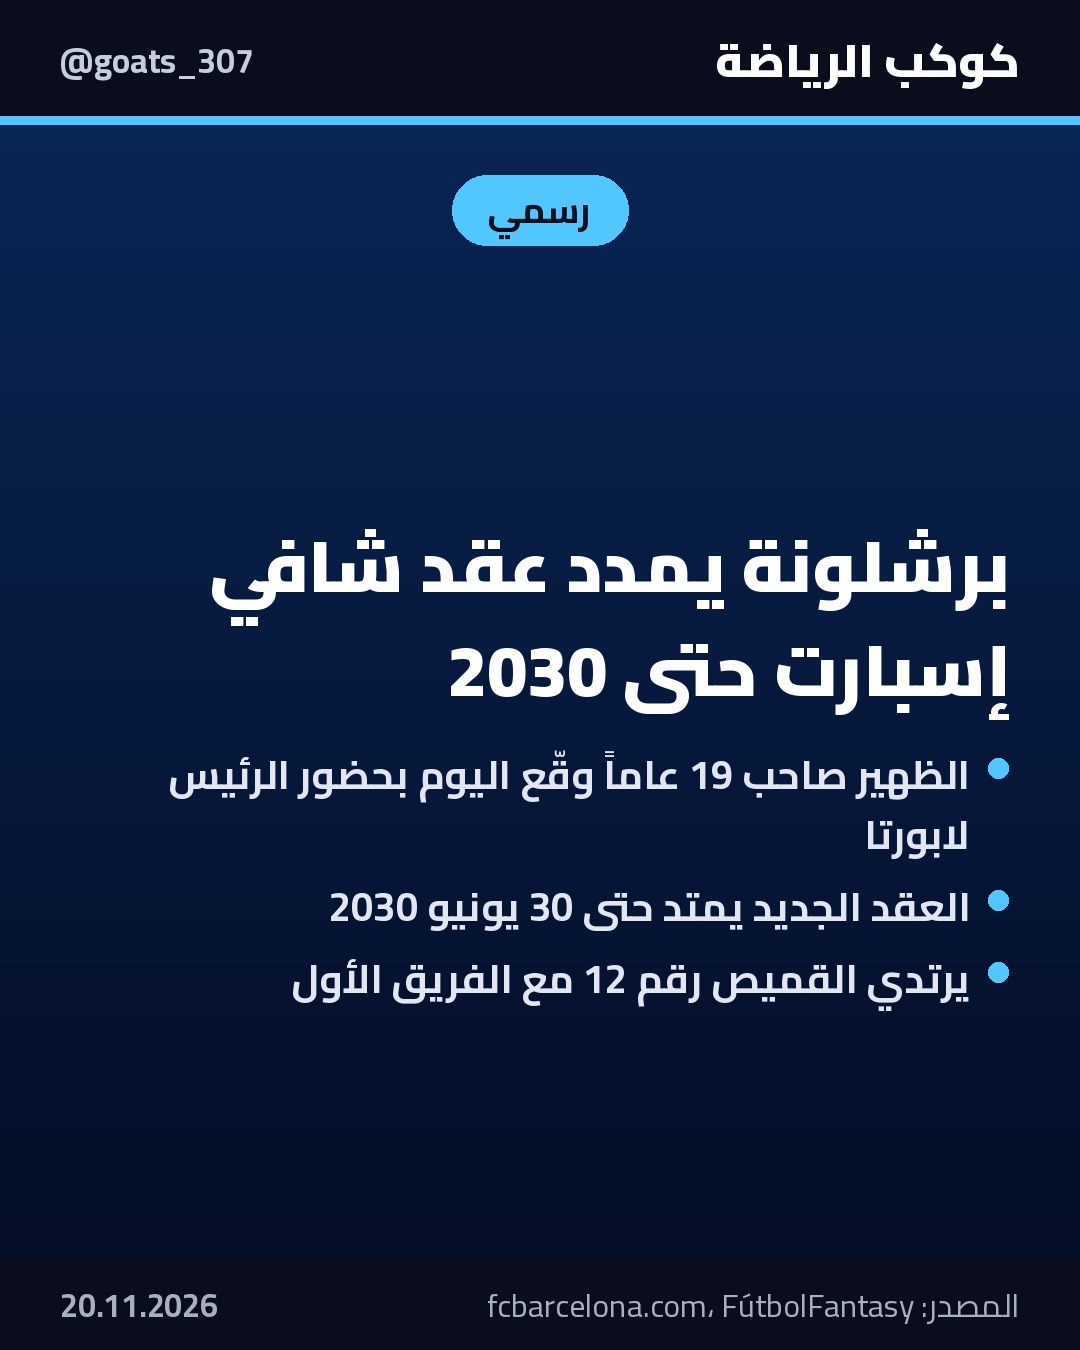 كوكب الرياضة
@goats_307
رسمي
برشلونة يمدد عقد شافي
إسبارت حتى 2030
الظهير صاحب 19 عاماً وقّع اليوم بحضور الرئيس
لابورتا
العقد الجديد يمتد حتى 30 يونيو 2030
يرتدي القميص رقم 12 مع الفريق الأول
المصدر: fcbarcelona.com، FútbolFantasy
20.11.2026